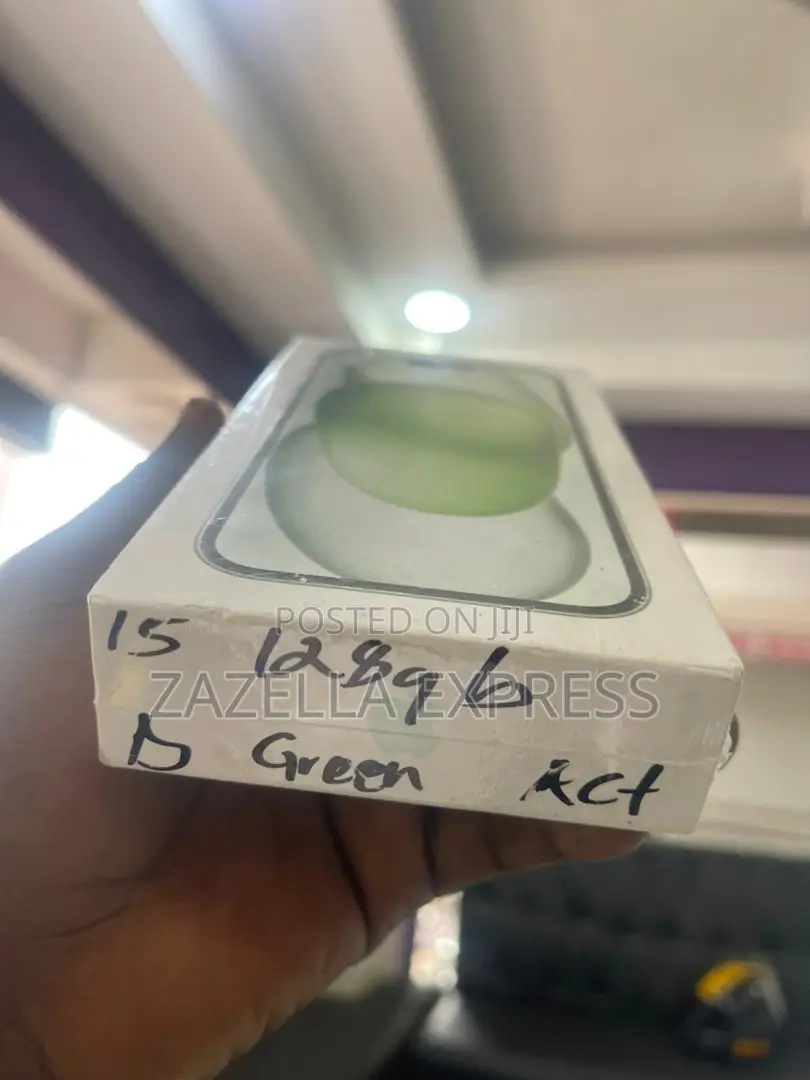 POSTED ON JIJI
15 128gb
ZAZELLA EXPRESS
D Green Act